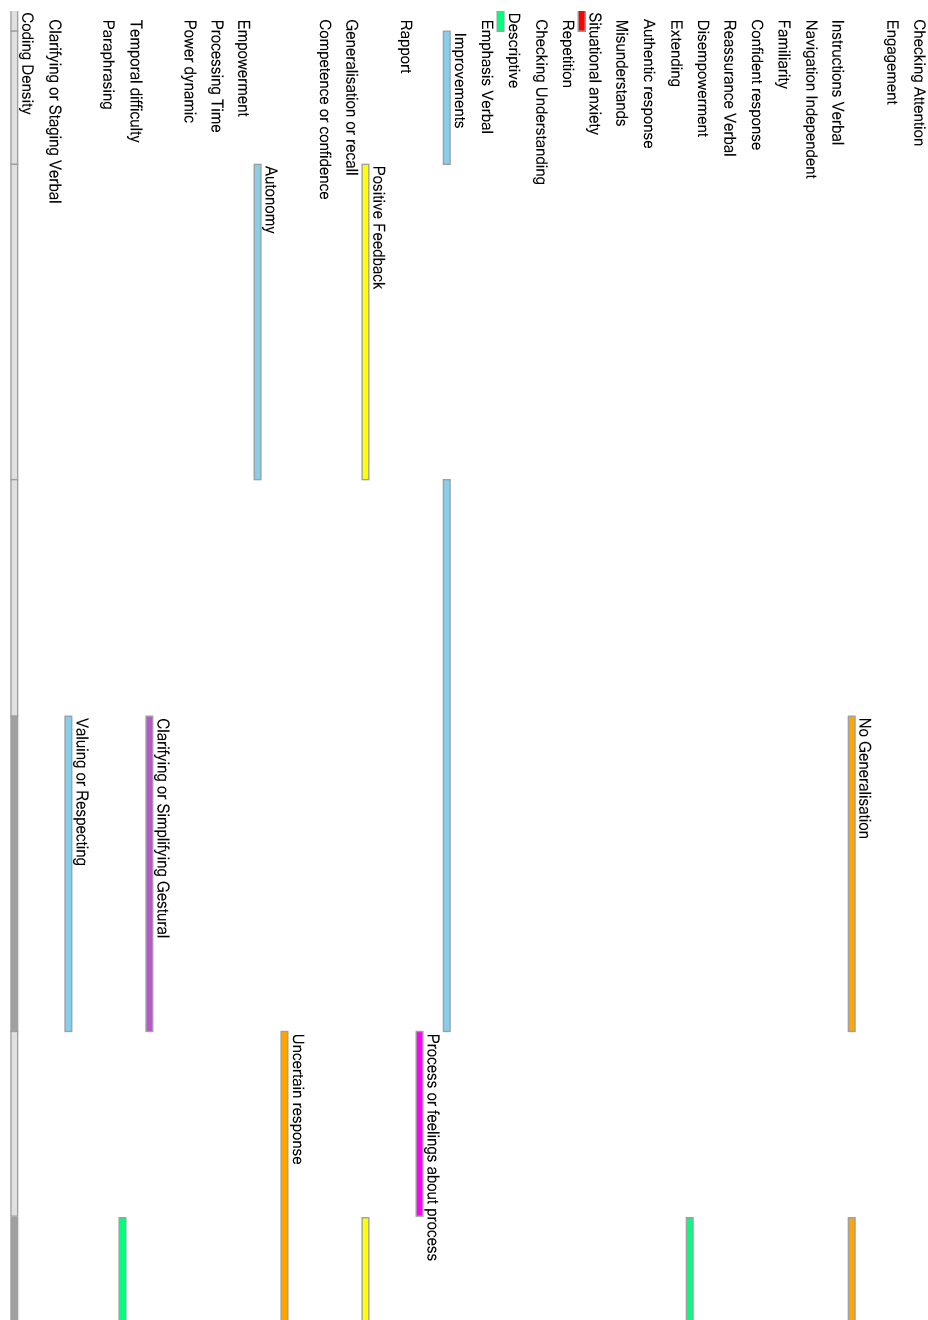 Checking Attention
Engagement
No Generalisation
Instructions Verbal
Navigation Independent
Familiarity
Confident response
Reassurance Verbal
Disempowerment
Extending
Authentic response
Misunderstands
Situational anxiety
Repetition
Checking Understanding
Descriptive
Emphasis Verbal
Improvements
Process or feelings about process
Rapport
Positive Feedback
Generalisation or recall
Competence or confidence
Uncertain response
Autonomy
Empowerment
Processing Time
Power dynamic
Clarifying or Simplifying Gestural
Temporal difficulty
Paraphrasing
Valuing or Respecting
Clarifying or Staging Verbal
Coding Density